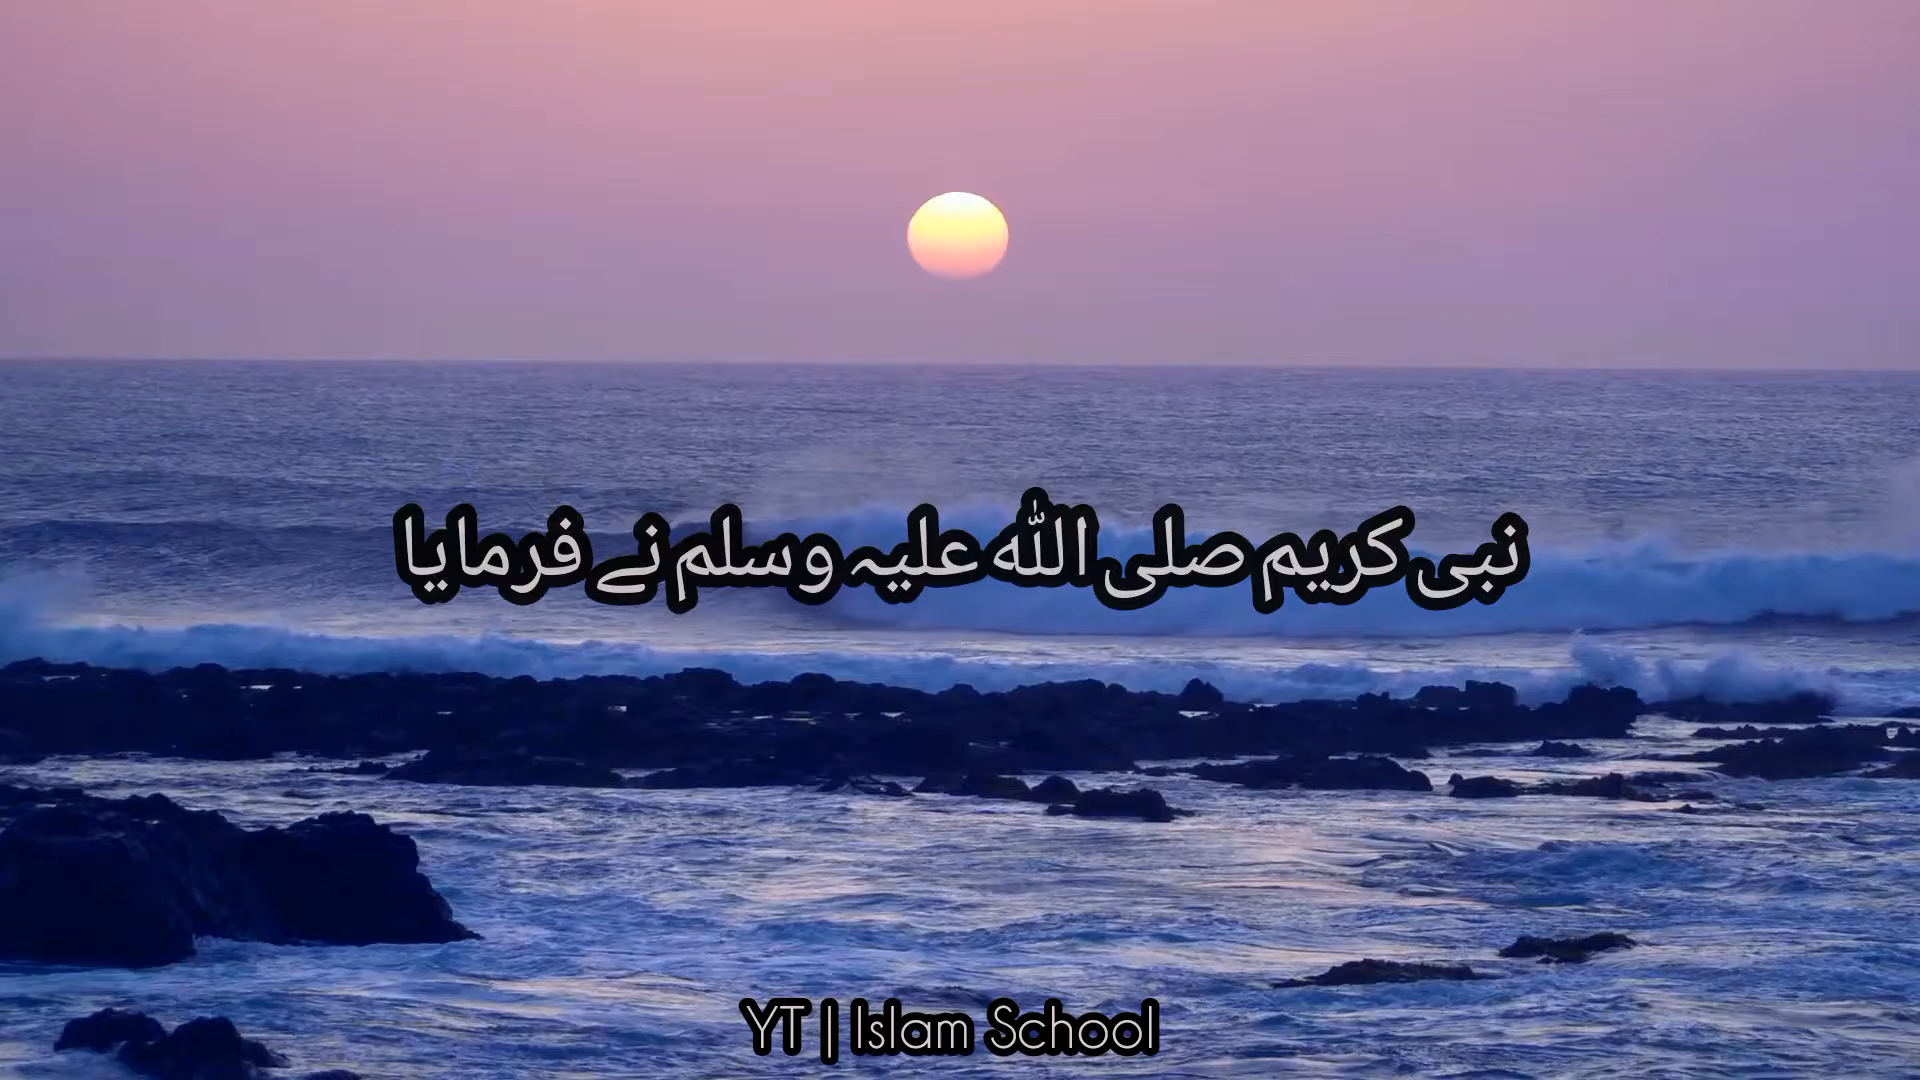 نبی کریم صلی اللہ علیہ وسلم نے فرمایا
YT | Islam School